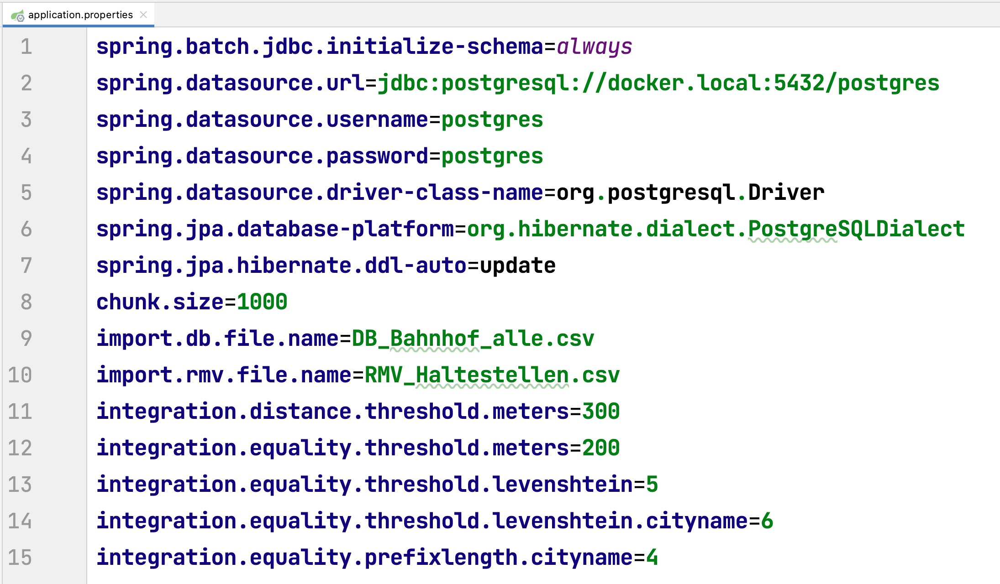 application.properties
1 spring.batch.jdbc.initialize-schema=always
2 spring.datasource.url=jdbc:postgresql://docker.local:5432/postgres
3 spring.datasource.username=postgres
4 spring.datasource.password=postgres
5 spring.datasource.driver-class-name=org.postgresql.Driver
6 spring.jpa.database-platform=org.hibernate.dialect.PostgreSQLDialect
7 spring.jpa.hibernate.ddl-auto=update
8 chunk.size=1000
9 import.db.file.name=DB_Bahnhof_alle.csv
10 import.rmv.file.name=RMV_Haltestellen.csv
11 integration.distance.threshold.meters=300
12 integration.equality.threshold.meters=200
13 integration.equality.threshold.levenshtein=5
14 integration.equality.threshold.levenshtein.cityname=6
15 integration.equality.prefixlength.cityname=4